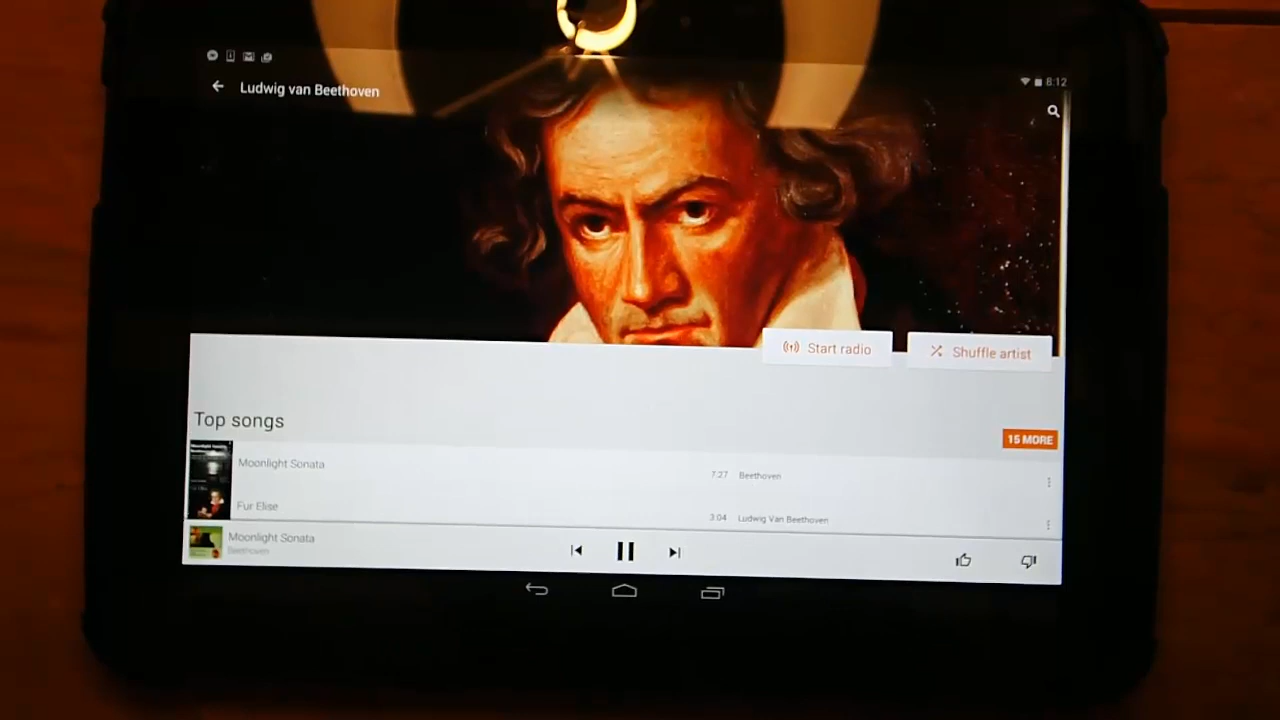 8:12
Ludwig van Beethoven
Start radio
Shuffle artist
Top songs
15 MORE
Moonlight Sonata 7:27 Beethoven
Fur Elise 3:04 Ludwig Van Beethoven
Moonlight Sonata
Beethoven